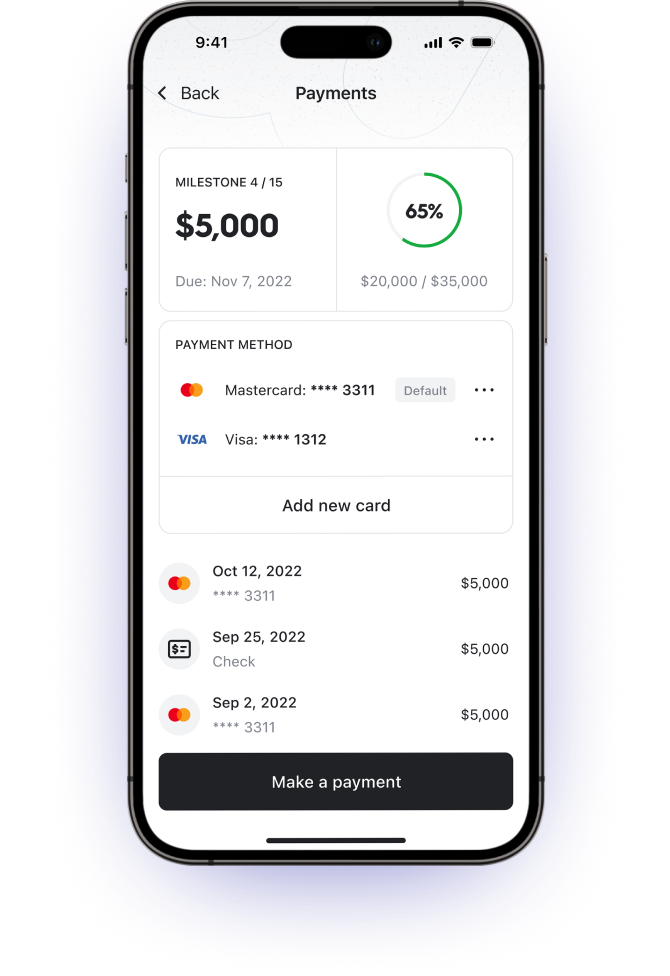 9:41
Back
Payments
MILESTONE 4 / 15
$5,000
Due: Nov 7, 2022
65%
$20,000 / $35,000
PAYMENT METHOD
Mastercard: **** 3311 Default
VISA Visa: **** 1312
Add new card
Oct 12, 2022
**** 3311
$5,000
Sep 25, 2022
Check
$5,000
Sep 2, 2022
**** 3311
$5,000
Make a payment